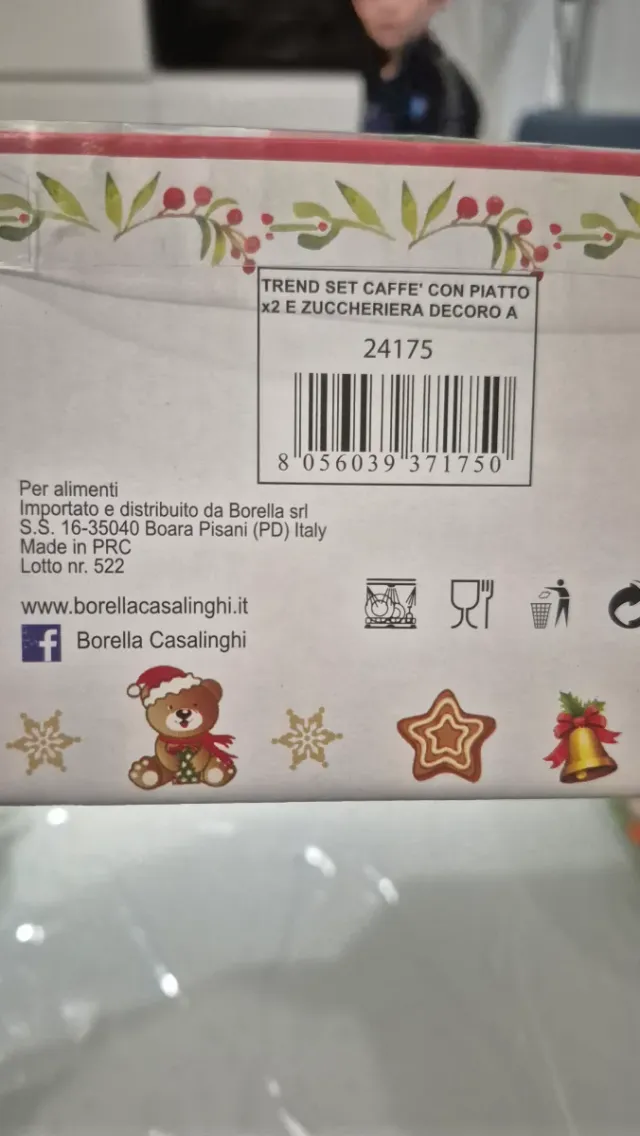 TREND SET CAFFE' CON PIATTO
x2 E ZUCCHERIERA DECORO A
24175
8 056039 371750
Per alimenti
Importato e distribuito da Borella srl
S.S. 16-35040 Boara Pisani (PD) Italy
Made in PRC
Lotto nr. 522
www.borellacasalinghi.it
f Borella Casalinghi